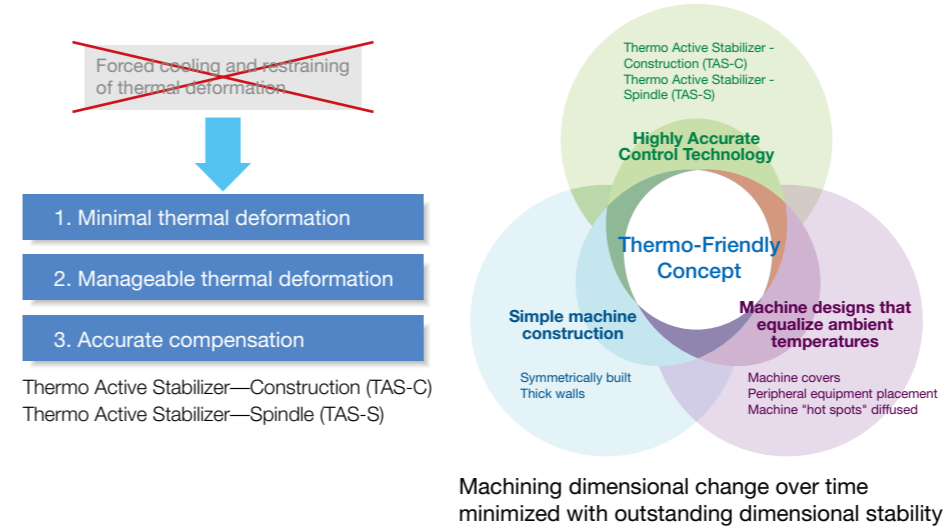 Forced cooling and restraining
of thermal deformation
1. Minimal thermal deformation
2. Manageable thermal deformation
3. Accurate compensation
Thermo Active Stabilizer—Construction (TAS-C)
Thermo Active Stabilizer—Spindle (TAS-S)
Thermo Active Stabilizer -
Construction (TAS-C)
Thermo Active Stabilizer -
Spindle (TAS-S)
Highly Accurate
Control Technology
Thermo-Friendly
Concept
Simple machine
construction
Symmetrically built
Thick walls
Machine designs that
equalize ambient
temperatures
Machine covers
Peripheral equipment placement
Machine "hot spots" diffused
Machining dimensional change over time
minimized with outstanding dimensional stability